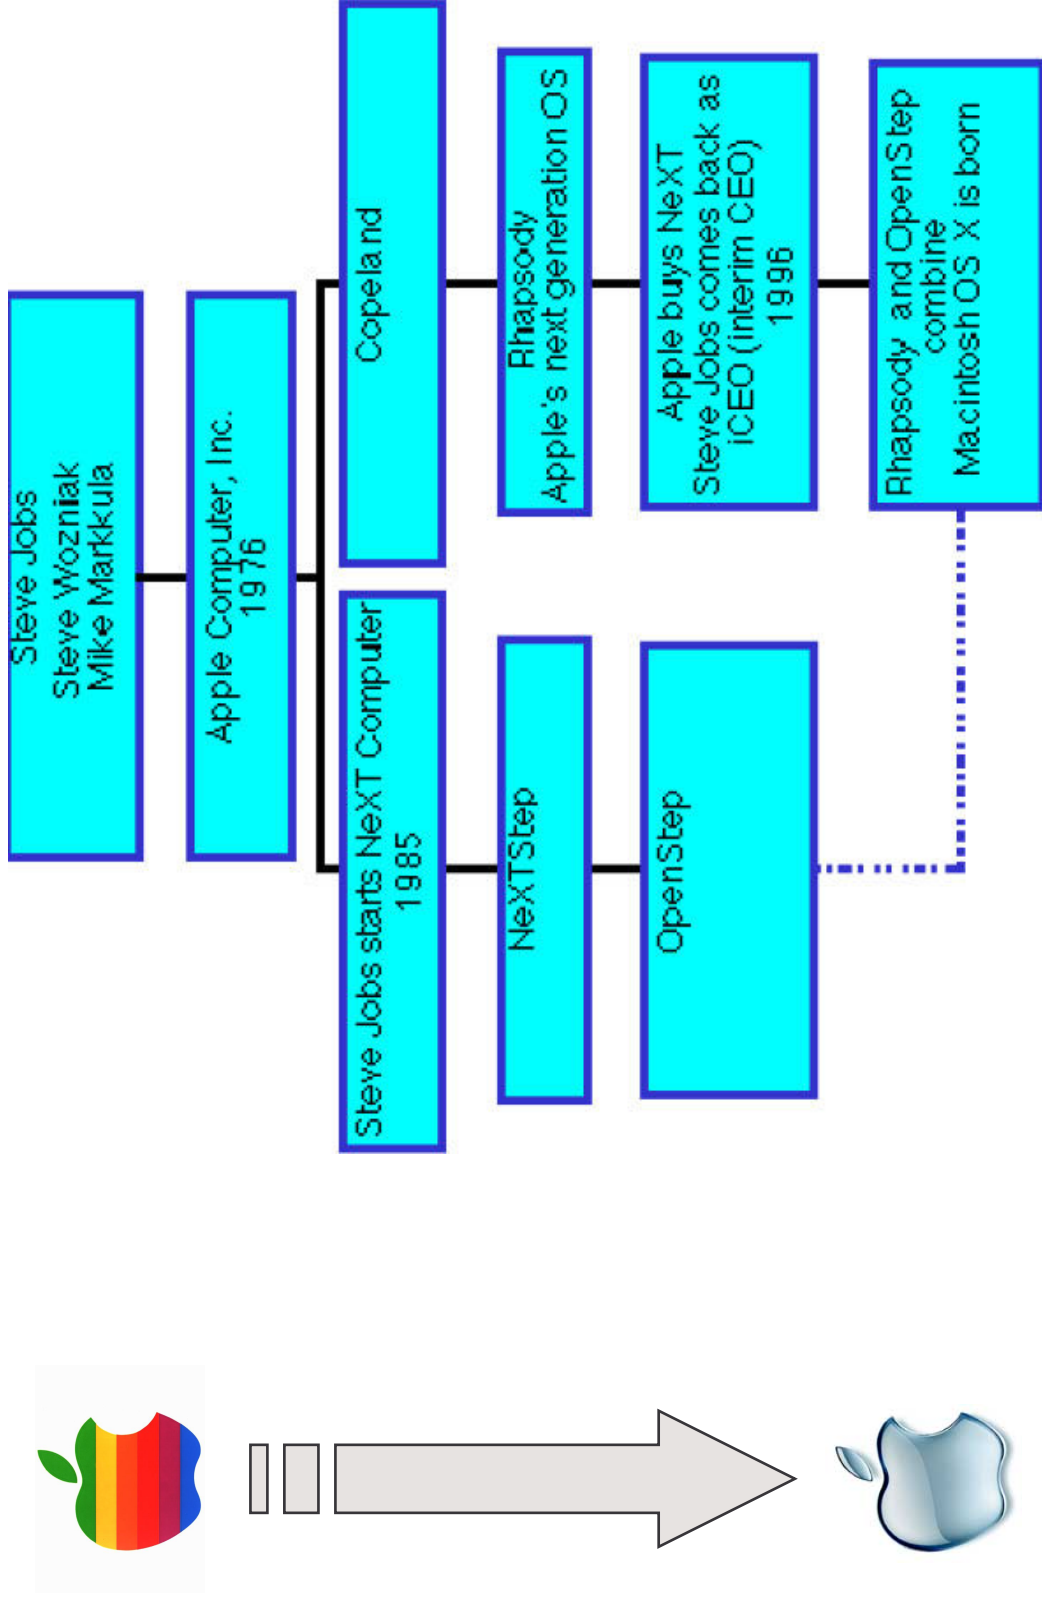 Steve Jobs
Steve Wozniak
Mike Markkula
Apple Computer, Inc.
1976
Steve Jobs starts NeXT Computer
1985
Copeland
NeXTStep
Rhapsody
Apple's next generation OS
OpenStep
Apple buys NeXT
Steve Jobs comes back as
iCEO (interim CEO)
1996
Rhapsody and OpenStep
combine
Macintosh OS X is born